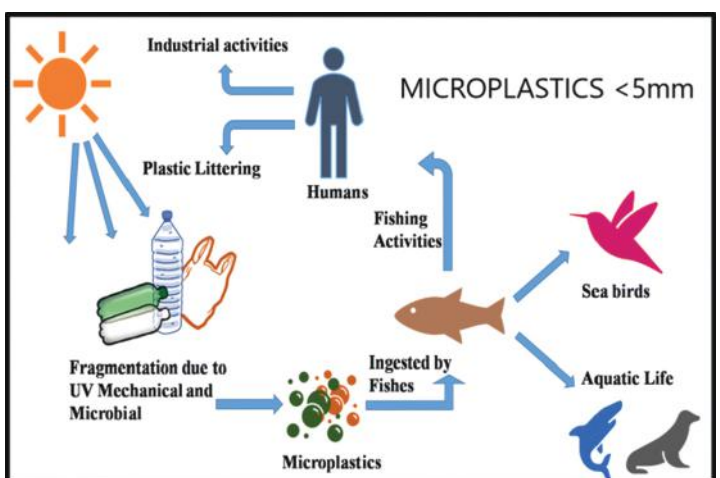 Industrial activities
MICROPLASTICS <5mm
Plastic Littering
Humans
Fishing
Activities
Sea birds
Fragmentation due to
UV Mechanical and
Microbial
Ingested by
Fishes
Aquatic Life
Microplastics